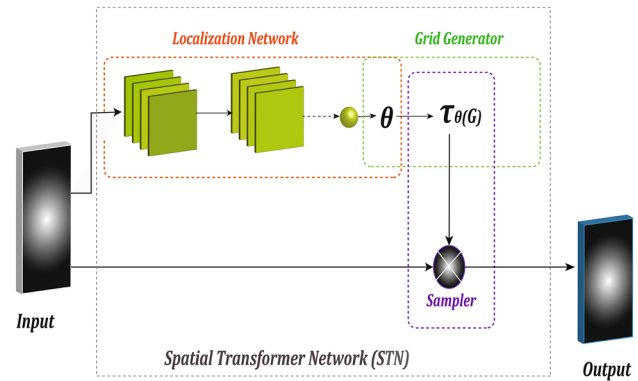 Localization Network
Grid Generator
θ
τθ(G)
Input
Sampler
Spatial Transformer Network (STN)
Output